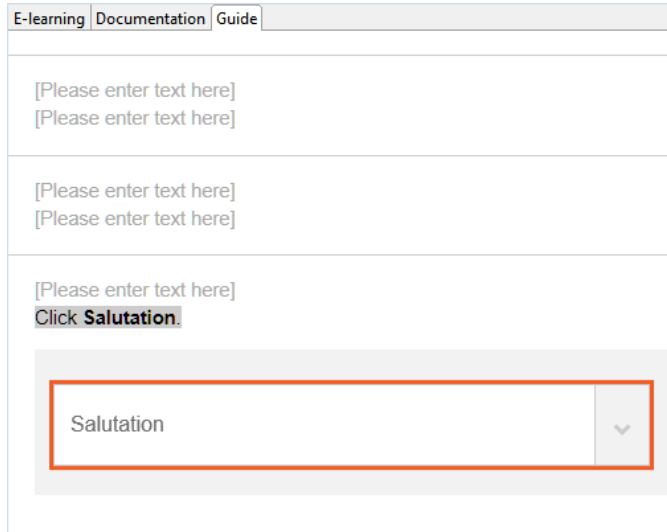 E-learning Documentation Guide
[Please enter text here]
[Please enter text here]
[Please enter text here]
[Please enter text here]
[Please enter text here]
Click Salutation.
Salutation